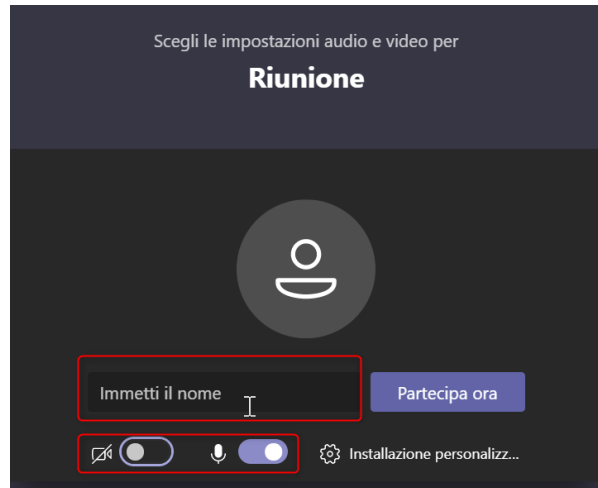 Scegli le impostazioni audio e video per
Riunione
Immetti il nome
Partecipa ora
Installazione personalizz...